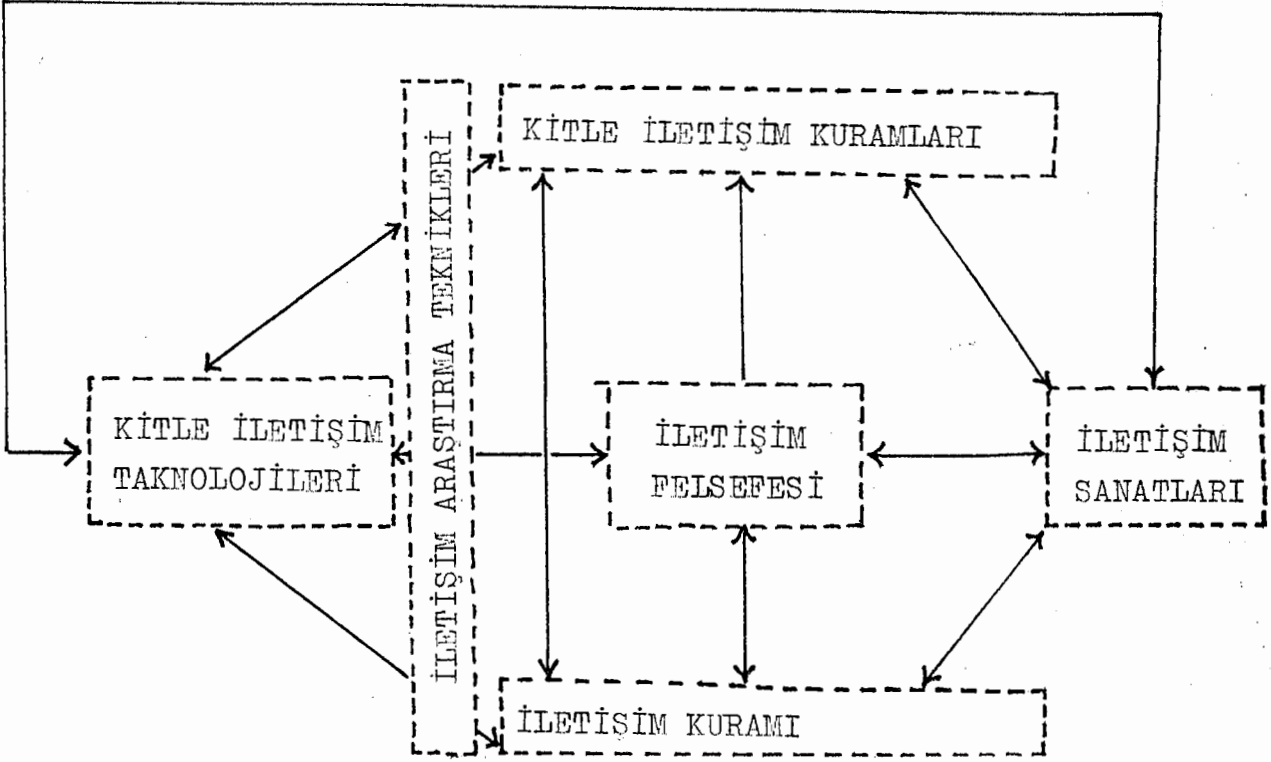 KİTLE İLETİŞİM KURAMLARI
İLETİŞİM ARAŞTIRMA TEKNİKLERİ
KİTLE İLETİŞİM
TAKNOLOJİLERİ
İLETİŞİM
FELSEFESİ
İLETİŞİM
SANATLARI
İLETİŞİM KURAMI